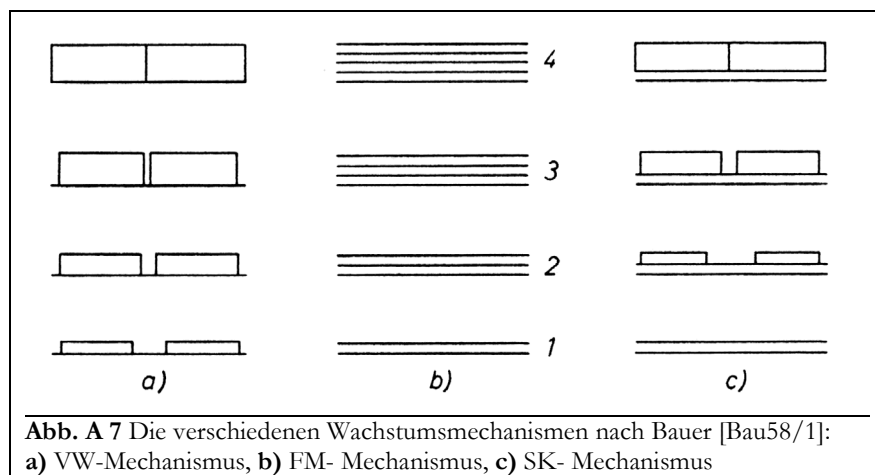 4
3
2
1
a) b) c)
Abb. A 7 Die verschiedenen Wachstumsmechanismen nach Bauer [Bau58/1]:
a) VW-Mechanismus, b) FM- Mechanismus, c) SK- Mechanismus